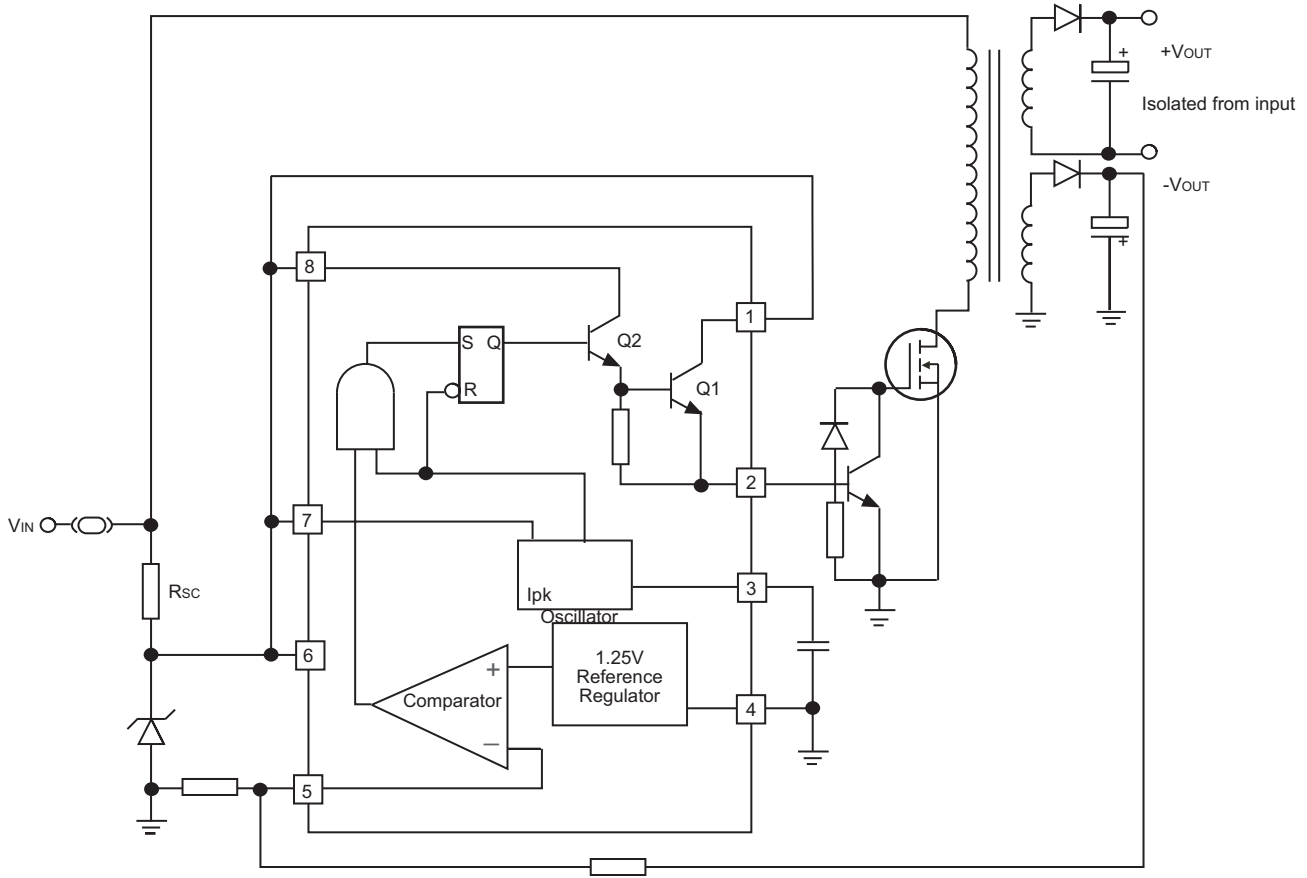 +VOUT
Isolated from input
-VOUT
8
1
S Q
Q2
R
Q1
2
VIN
7
Ipk
Oscillator
3
RSC
6
1.25V
Reference
Regulator
+
Comparator
−
4
5
+
+